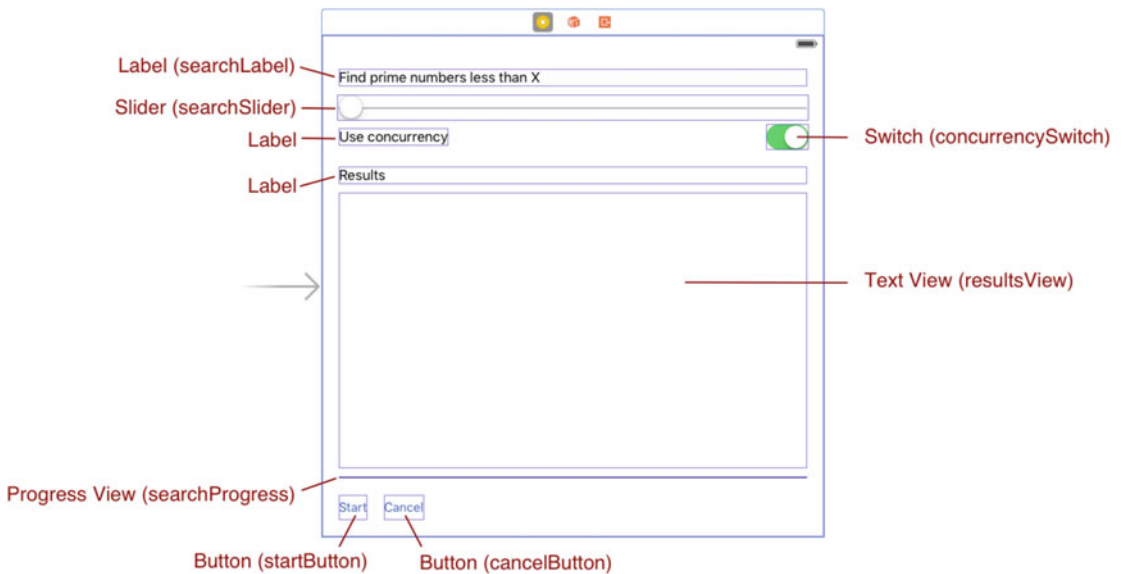 Label (searchLabel)
Find prime numbers less than X
Slider (searchSlider)
Label
Use concurrency
Switch (concurrencySwitch)
Label
Results
Text View (resultsView)
Progress View (searchProgress)
Start
Cancel
Button (startButton)
Button (cancelButton)